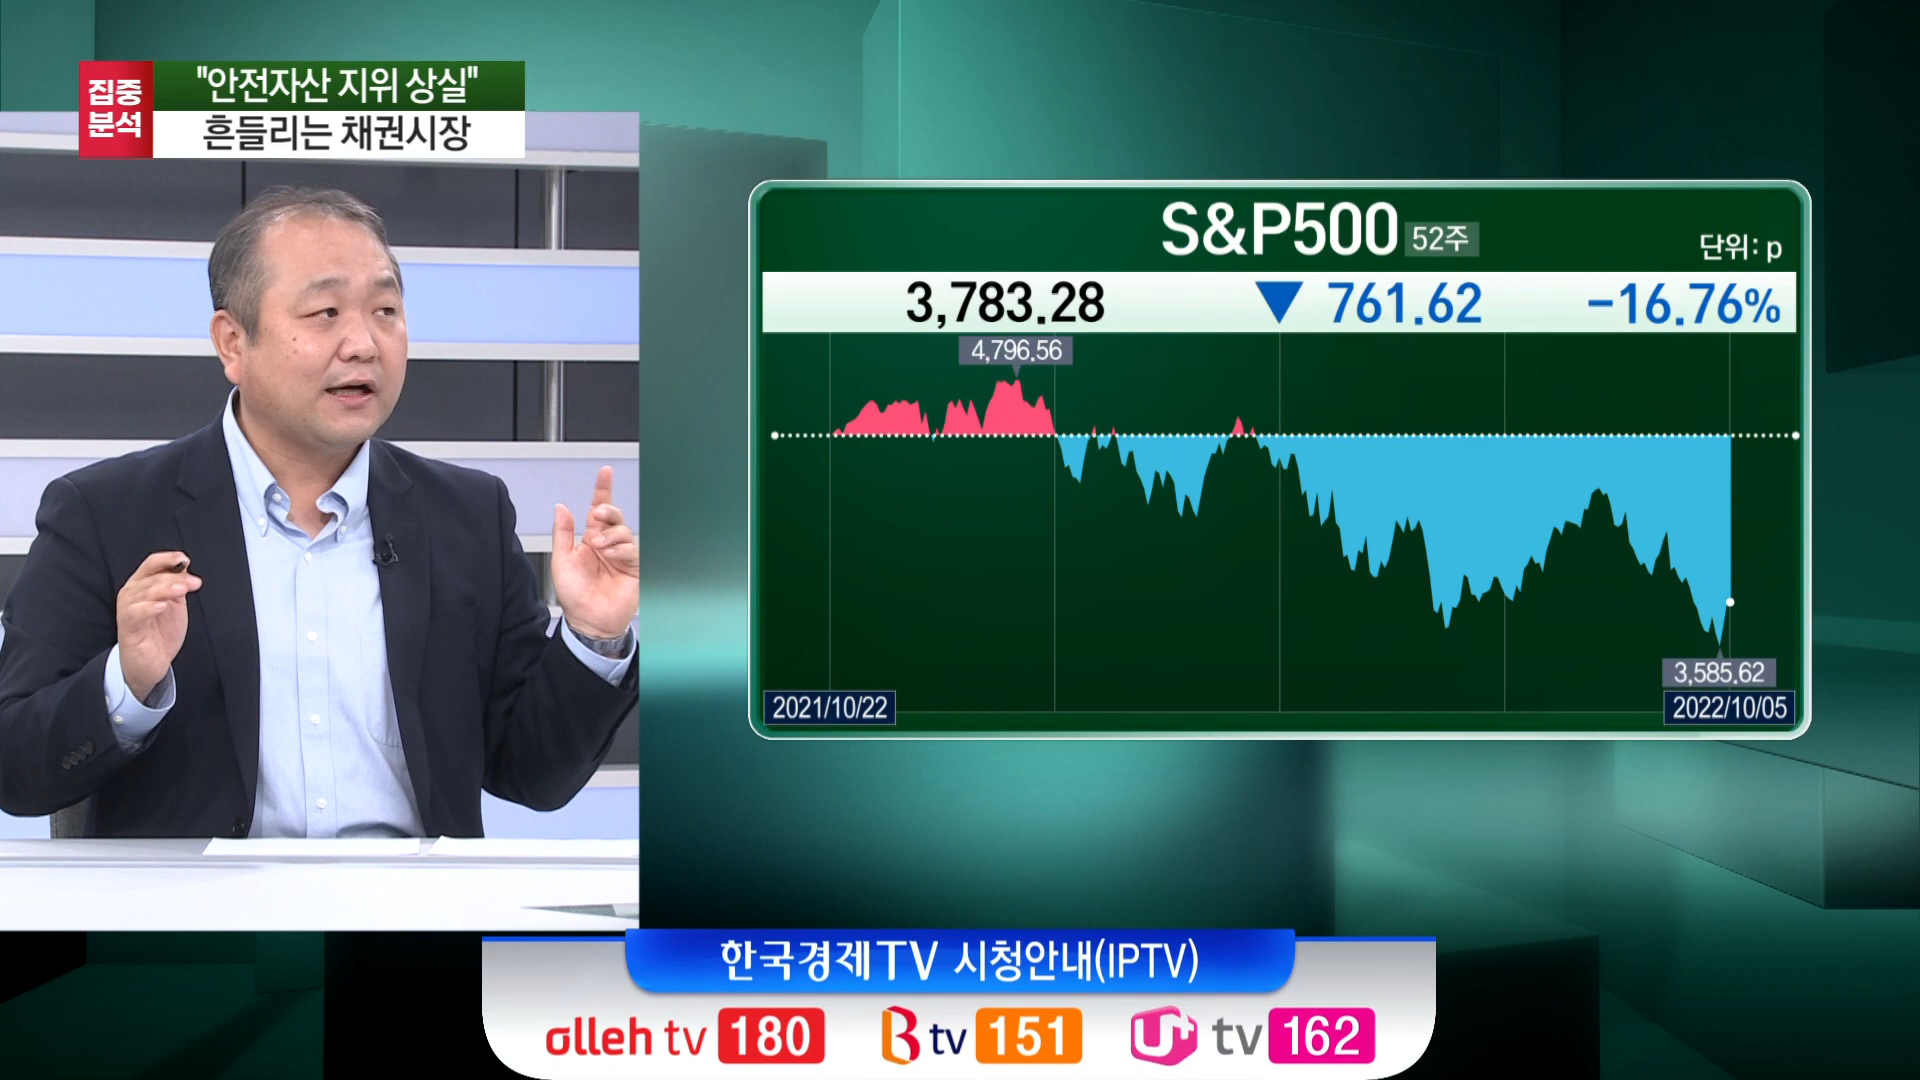 집중
분석
"안전자산 지위 상실"
흔들리는 채권시장
S&P500 52주
단위: p
3,783.28 ▼ 761.62 -16.76%
4,796.56
3,585.62
2021/10/22 2022/10/05
한국경제TV 시청안내(IPTV)
olleh tv 180 B tv 151 U+ tv 162